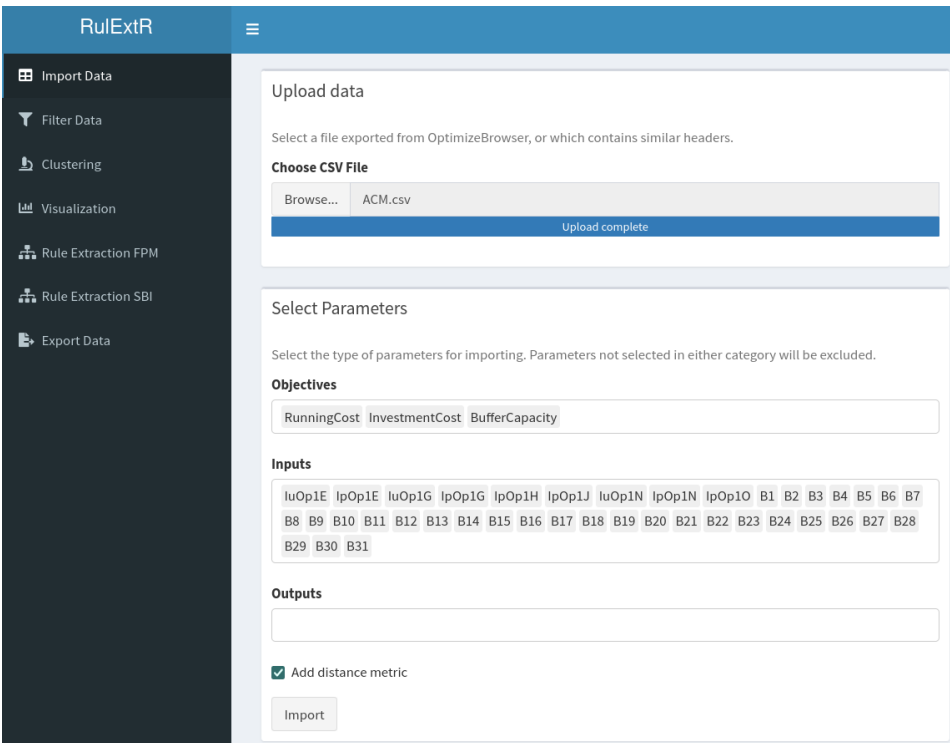 RulExtR
Import Data
Filter Data
Clustering
Visualization
Rule Extraction FPM
Rule Extraction SBI
Export Data
Upload data
Select a file exported from OptimizeBrowser, or which contains similar headers.
Choose CSV File
Browse... ACM.csv
Upload complete
Select Parameters
Select the type of parameters for importing. Parameters not selected in either category will be excluded.
Objectives
RunningCost InvestmentCost BufferCapacity
Inputs
IuOp1E IpOp1E IuOp1G IpOp1G IpOp1H IpOp1J IuOp1N IpOp1N IpOp1O B1 B2 B3 B4 B5 B6 B7
B8 B9 B10 B11 B12 B13 B14 B15 B16 B17 B18 B19 B20 B21 B22 B23 B24 B25 B26 B27 B28
B29 B30 B31
Outputs
Add distance metric
Import